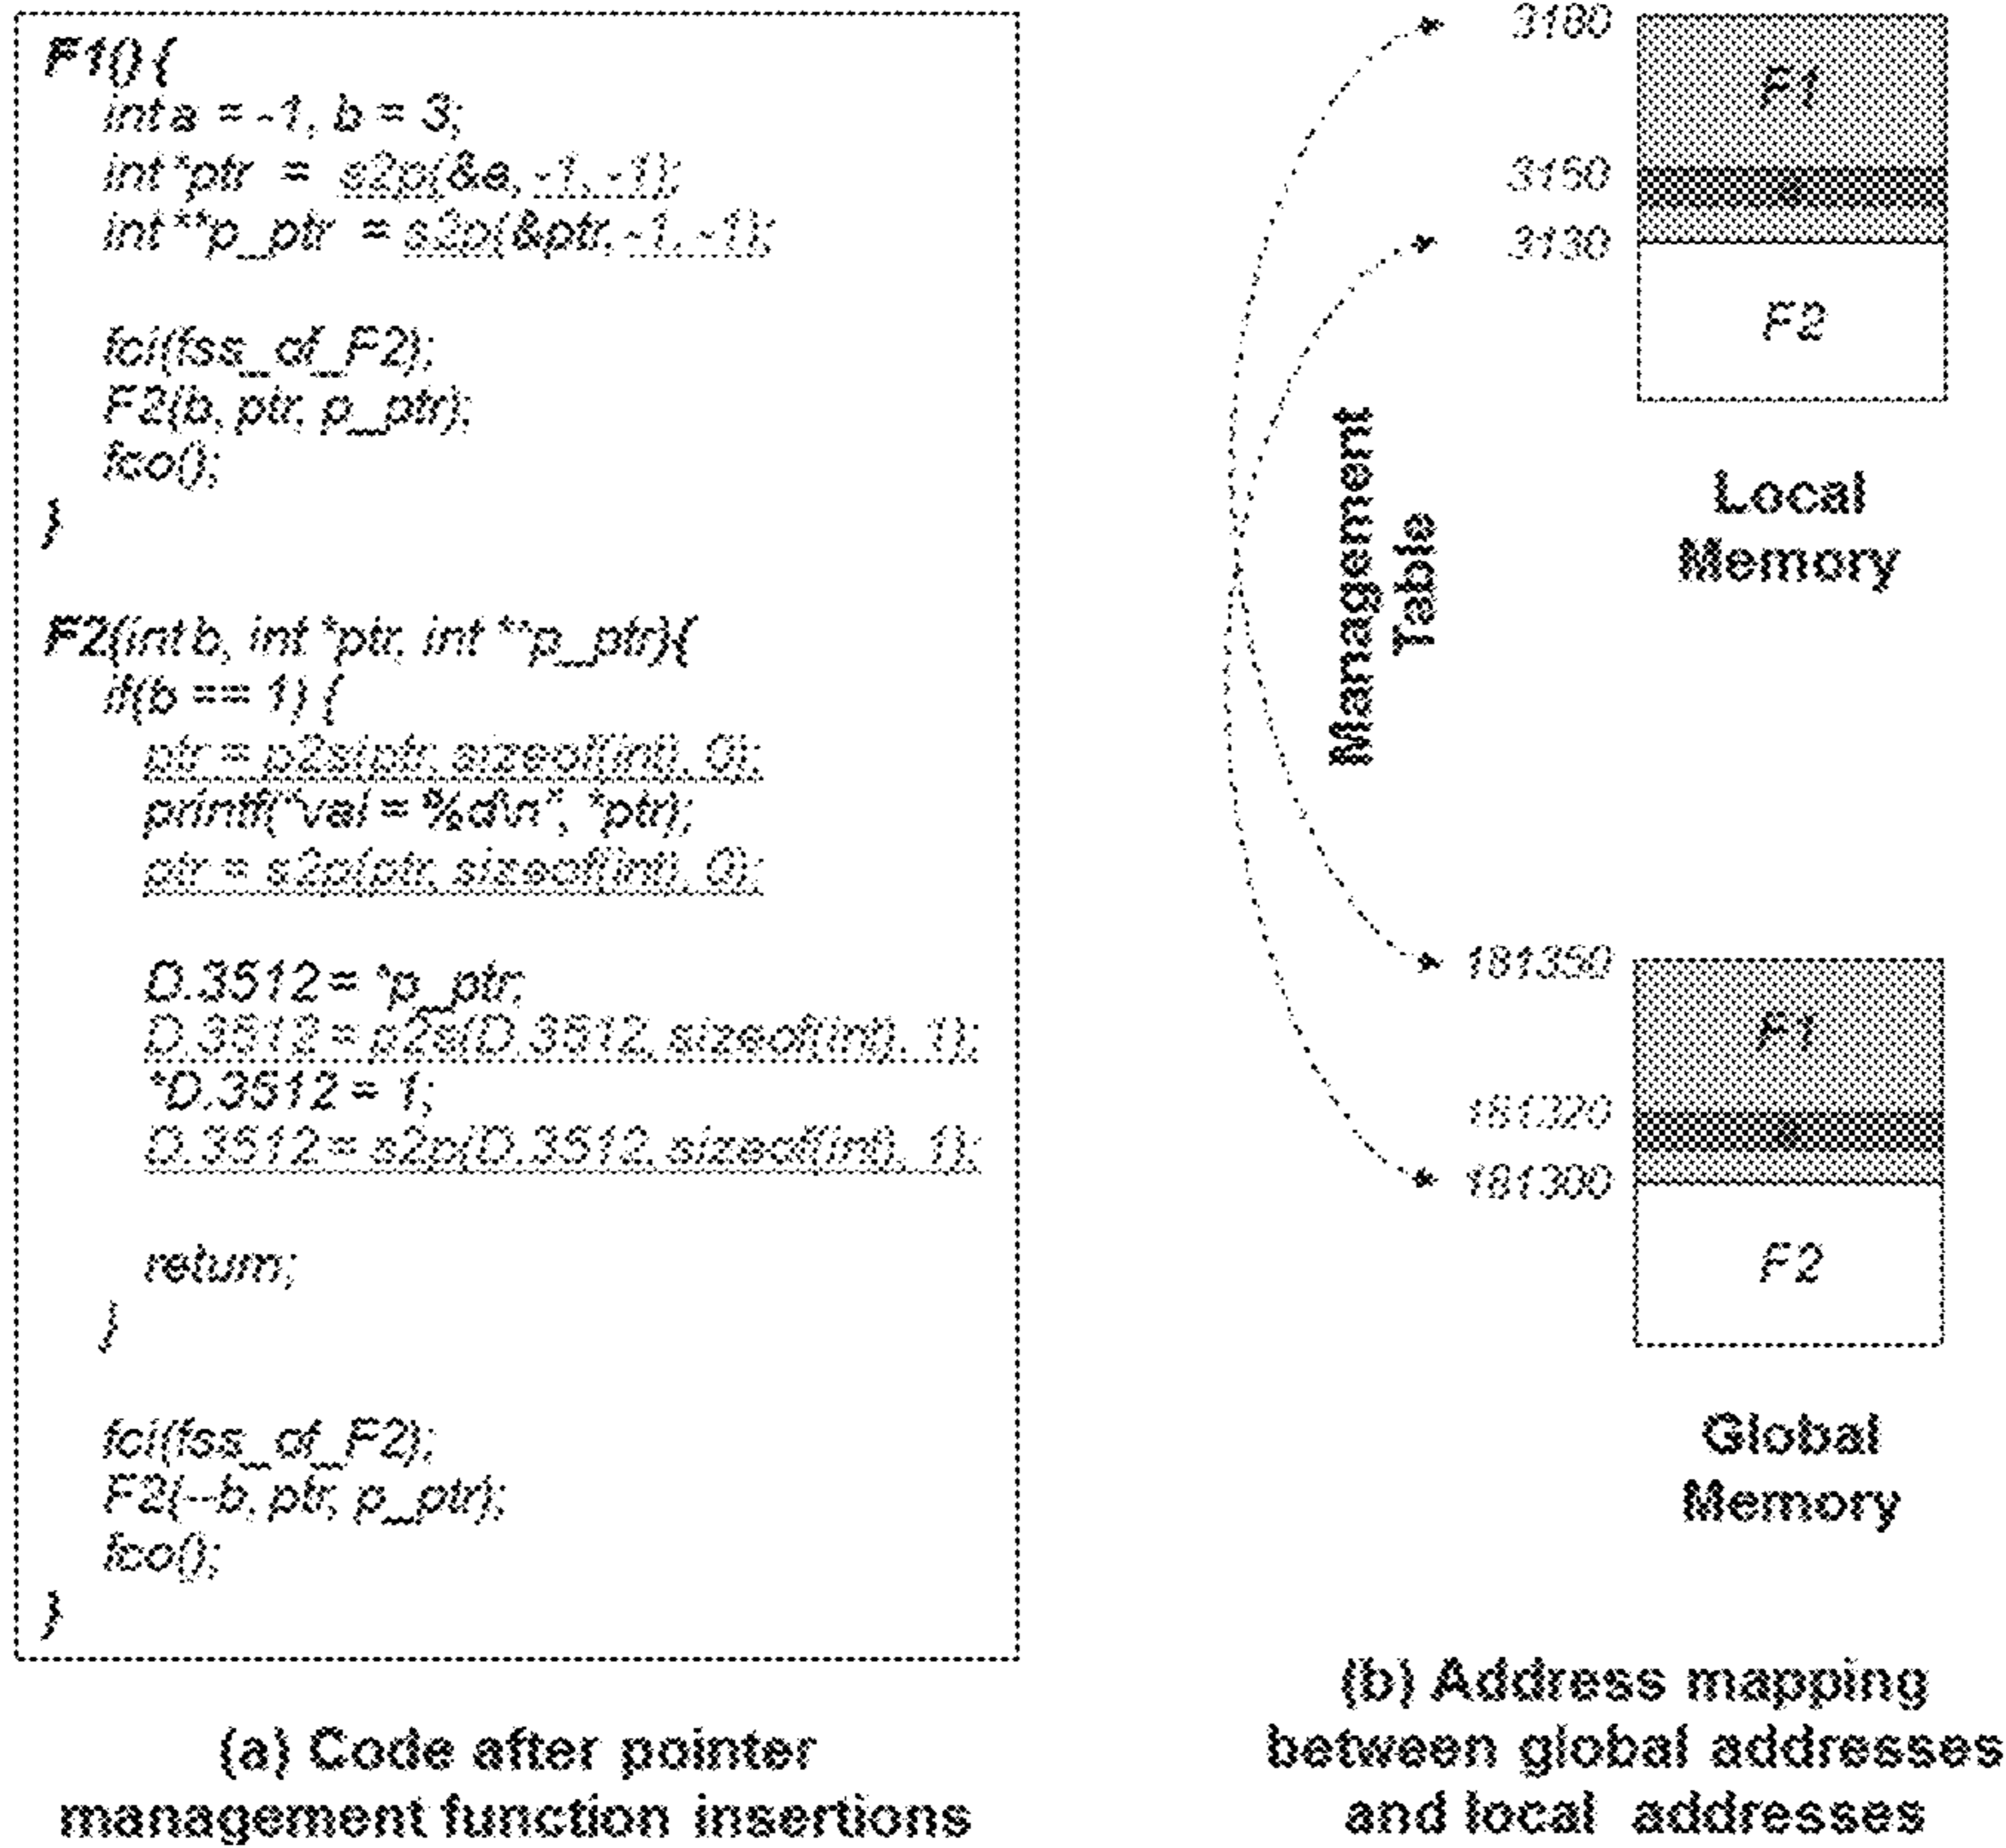 F1() {
int a = -1, b = 3;
int *ptr = s2p(&a, -1, -1);
int **p_ptr = s2p(&ptr, -1, -1);
fci(fss_of_F2);
F2(b, ptr, p_ptr);
fco();
}
F2(int b, int *ptr, int **p_ptr){
if(b == 1) {
ptr = p2s(ptr, sizeof(int), 0);
printf("val = %d\n", *ptr);
ptr = s2p(ptr, sizeof(int), 0);
D.3512 = *p_ptr;
D.3512 = p2s(D.3512, sizeof(int), 1);
*D.3512 = 1;
D.3512 = s2p(D.3512, sizeof(int), 1);
return;
}
fci(fss_of_F2);
F2(--b, ptr, p_ptr);
fco();
}
(a) Code after pointer
management function insertions
3180
F1
3150
a
3130
F2
Local
Memory
Management
Table
181350
F1
181320
a
181300
F2
Global
Memory
(b) Address mapping
between global addresses
and local addresses